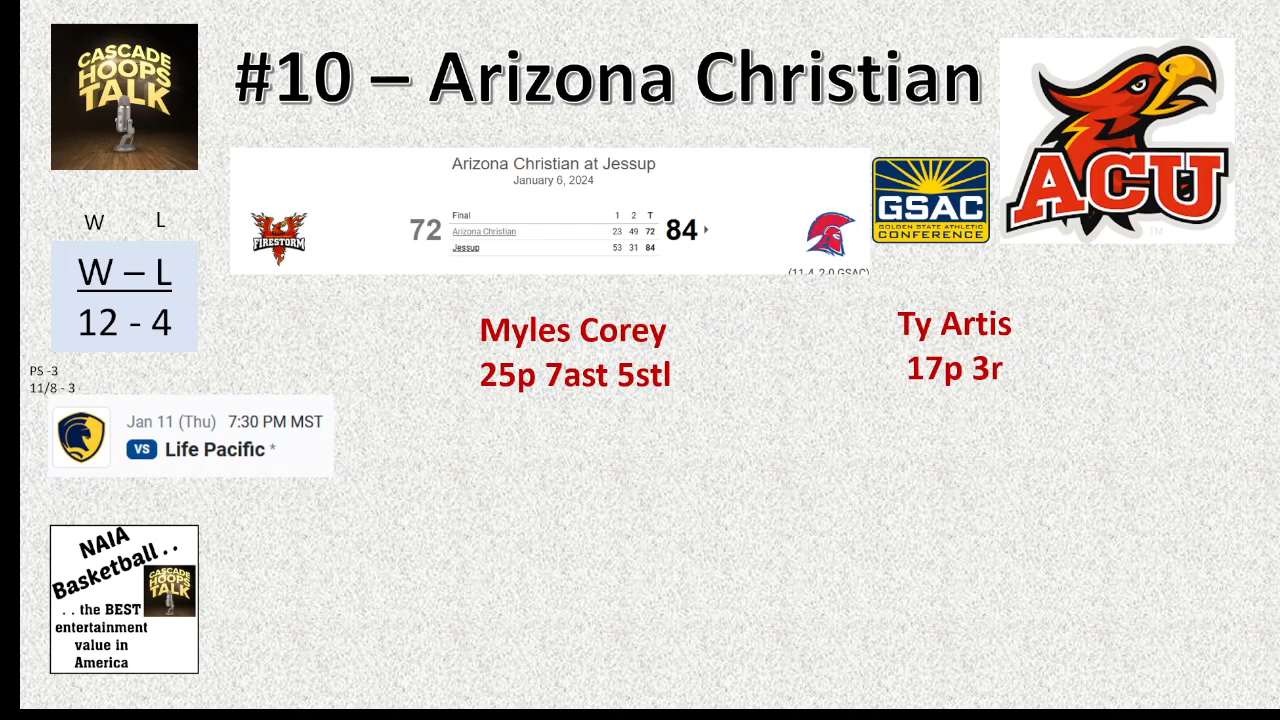 CASCADE
HOOPS
TALK
#10 – Arizona Christian
ACU
TM
Arizona Christian at Jessup
January 6, 2024
GSAC
GOLDEN STATE ATHLETIC
CONFERENCE
FIRESTORM
72
Final 1 2 T
Arizona Christian 23 49 72
Jessup 53 31 84
84
(11-4, 2-0 GSAC)
W L
W – L
12 - 4
Myles Corey
25p 7ast 5stl
Ty Artis
17p 3r
PS -3
11/8 - 3
Jan 11 (Thu) 7:30 PM MST
VS Life Pacific *
NAIA
Basketball . .
CASCADE
HOOPS
TALK
. . the BEST
entertainment
value in
America